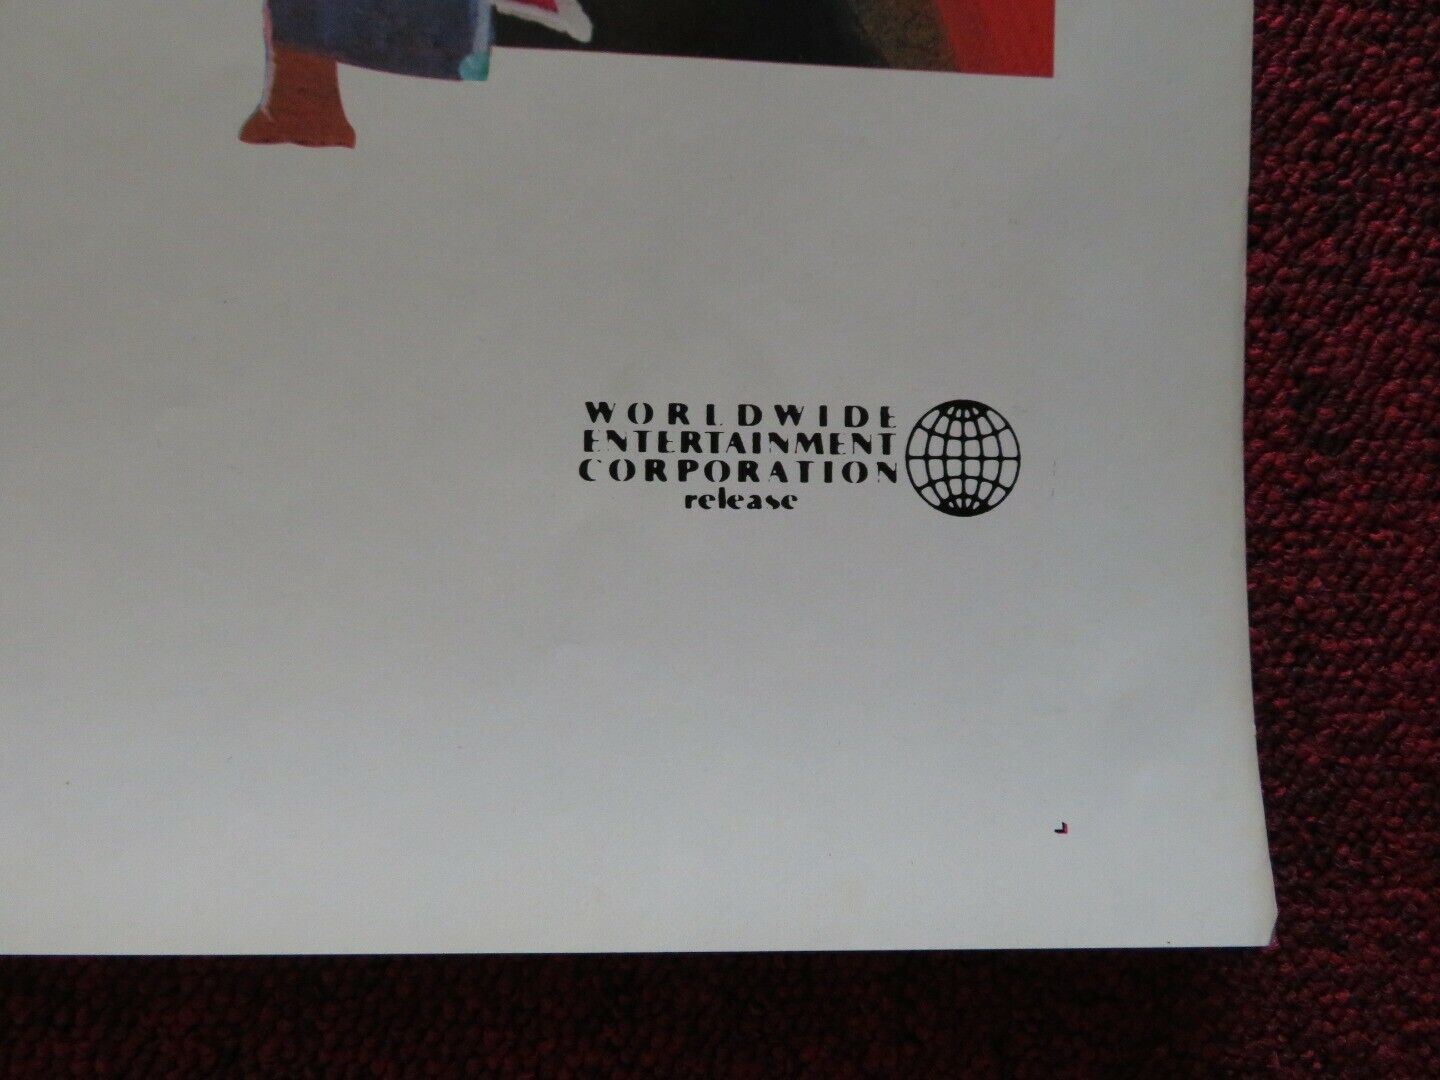 WORLDWIDE
ENTERTAINMENT
CORPORATION
release